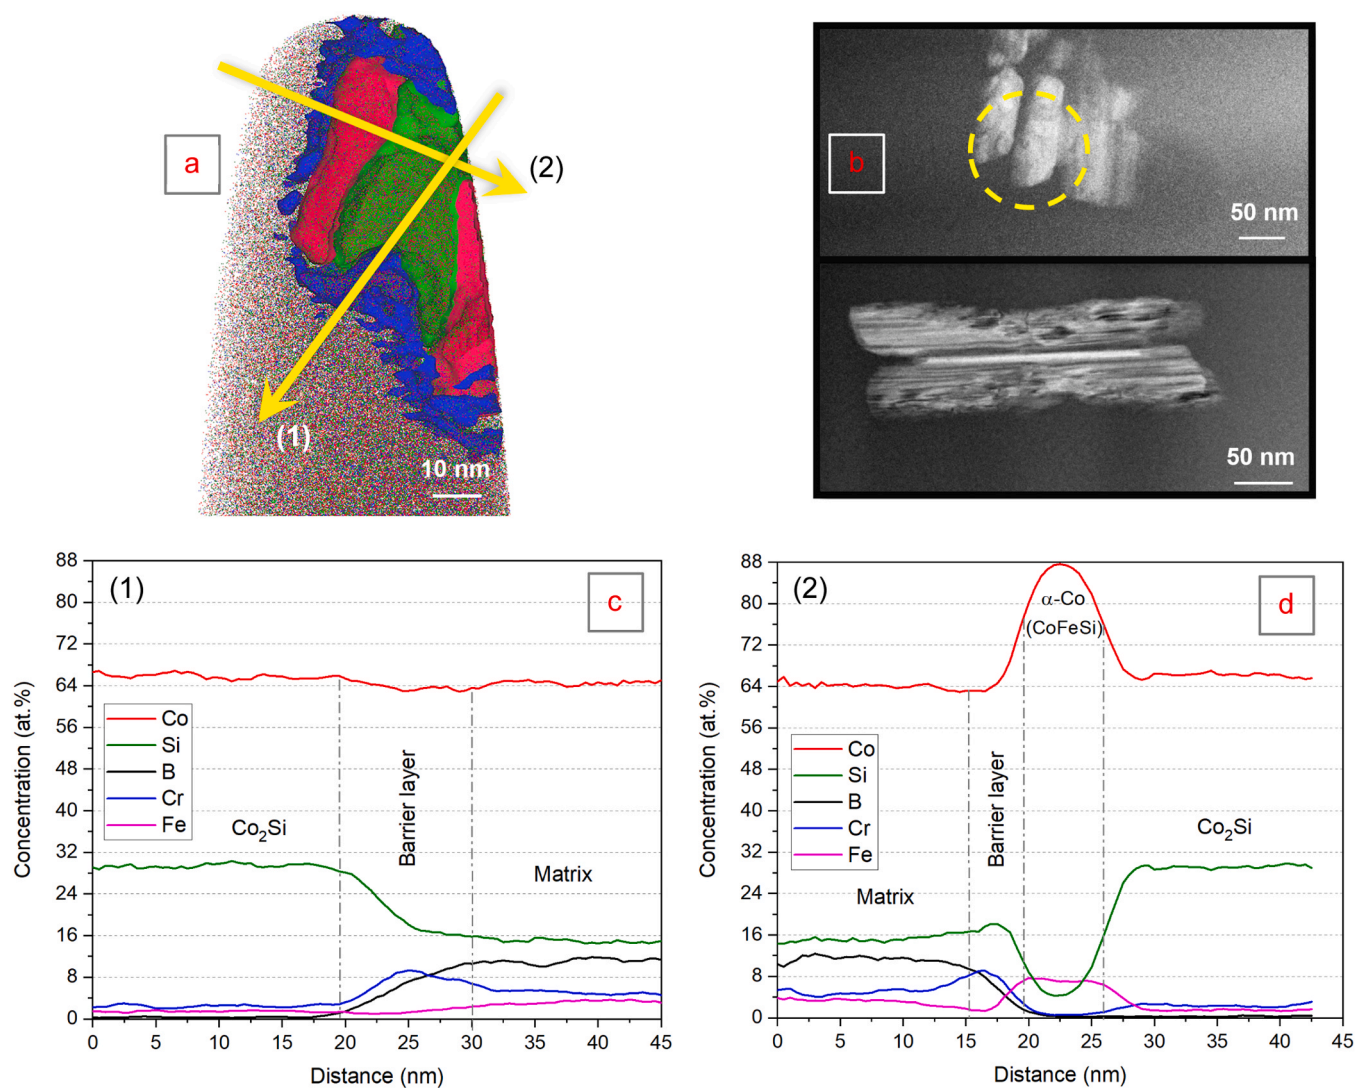 a
(2)
(1)
10 nm
b
50 nm
50 nm
(1)
c
88
80
72
64
56
48
40
32
24
16
8
0
Concentration (at.%)
Co
Si
B
Cr
Fe
Co₂Si
Barrier layer
Matrix
0 5 10 15 20 25 30 35 40 45
Distance (nm)
(2)
d
α-Co
(CoFeSi)
88
80
72
64
56
48
40
32
24
16
8
0
Concentration (at.%)
Co
Si
B
Cr
Fe
Matrix
Barrier layer
Co₂Si
0 5 10 15 20 25 30 35 40 45
Distance (nm)